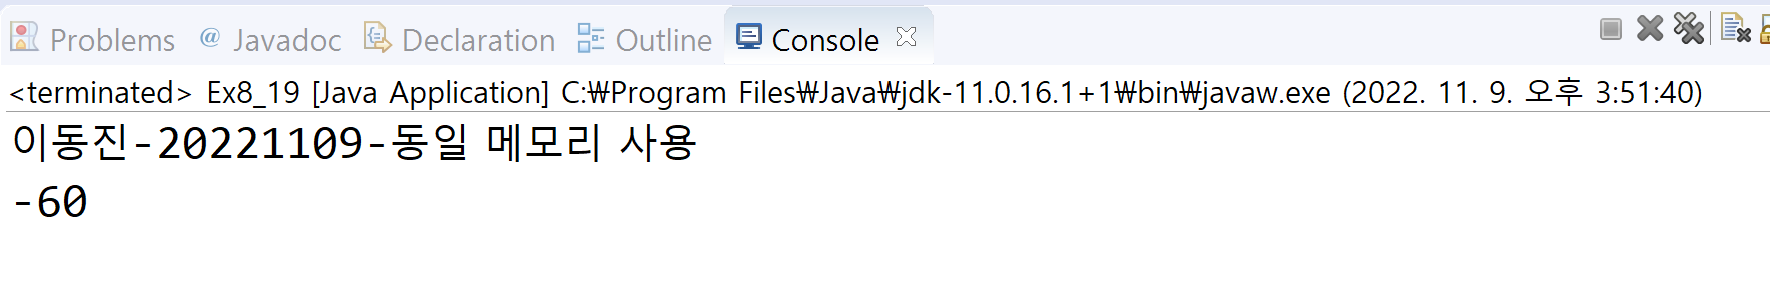 Problems @ Javadoc Declaration Outline Console
<terminated> Ex8_19 [Java Application] C:₩Program Files₩Java₩jdk-11.0.16.1+1₩bin₩javaw.exe (2022. 11. 9. 오후 3:51:40)
이동진-20221109-동일 메모리 사용
-60